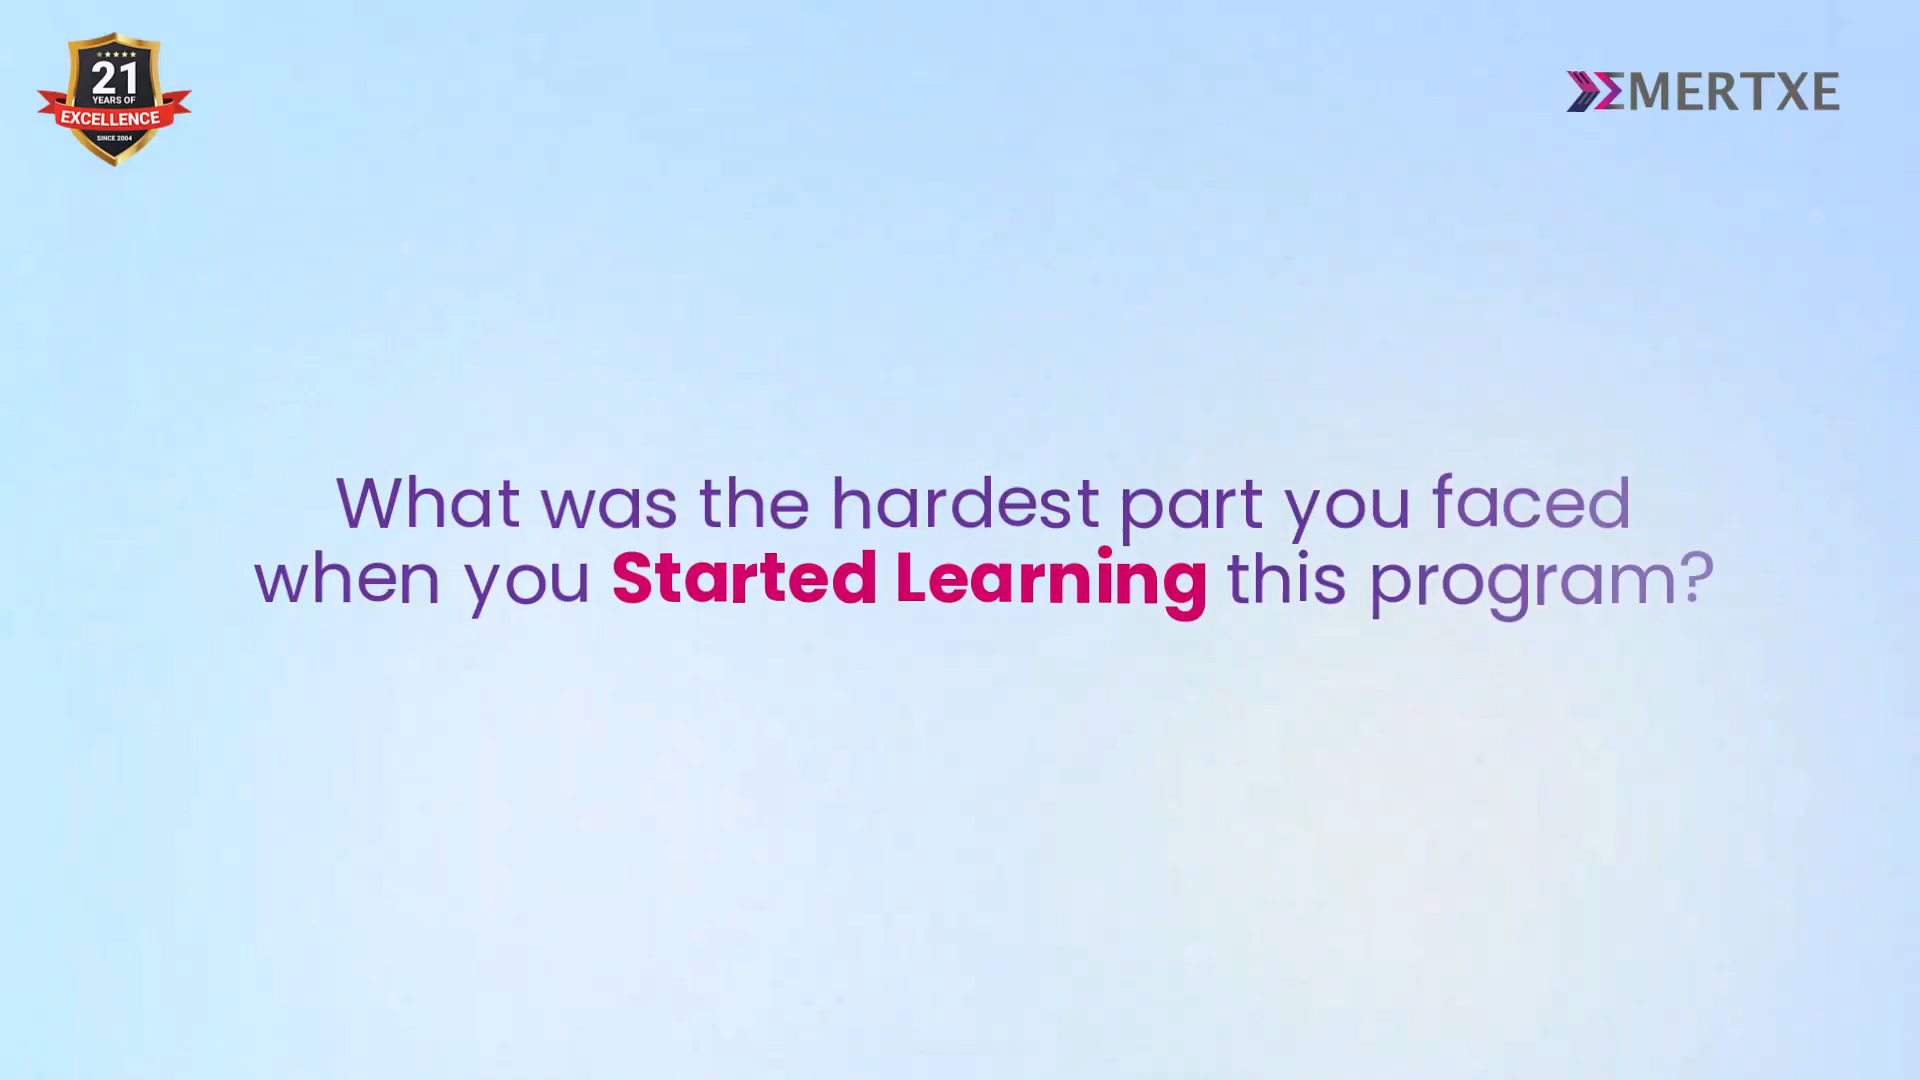 21
YEARS OF
EXCELLENCE
SINCE 2004
EMERTXE
What was the hardest part you faced
when you Started Learning this program?